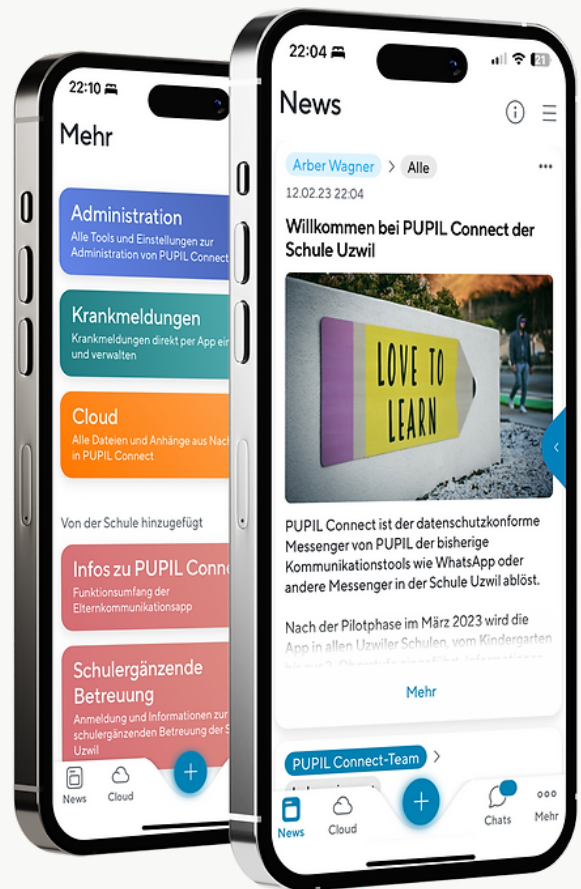 22:10
Mehr
Administration
Alle Tools und Einstellungen zur
Administration von PUPIL Connect
Krankmeldungen
Krankmeldungen direkt per App
und verwalten
Cloud
Alle Dateien und Anhänge aus
in PUPIL Connect
Von der Schule hinzugefügt
Infos zu PUPIL
Funktionsumfang der
Elternkommunikationsapp
Schulergänzende
Betreuung
Anmeldung und Informationen zur
schulergänzenden Betreuung der
Uzwil
News
Cloud
22:04
21
News
Arber Wagner > Alle
12.02.23 22:04
Willkommen bei PUPIL Connect der
Schule Uzwil
LOVE TO
LEARN
PUPIL Connect ist der datenschutzkonforme
Messenger von PUPIL der bisherige
Kommunikationstools wie WhatsApp oder
andere Messenger in der Schule Uzwil ablöst.
Nach der Pilotphase im März 2023 wird die
App in allen Uzwiler Schulen, vom Kindergarten
Mehr
PUPIL Connect-Team >
News
Cloud
Chats
Mehr